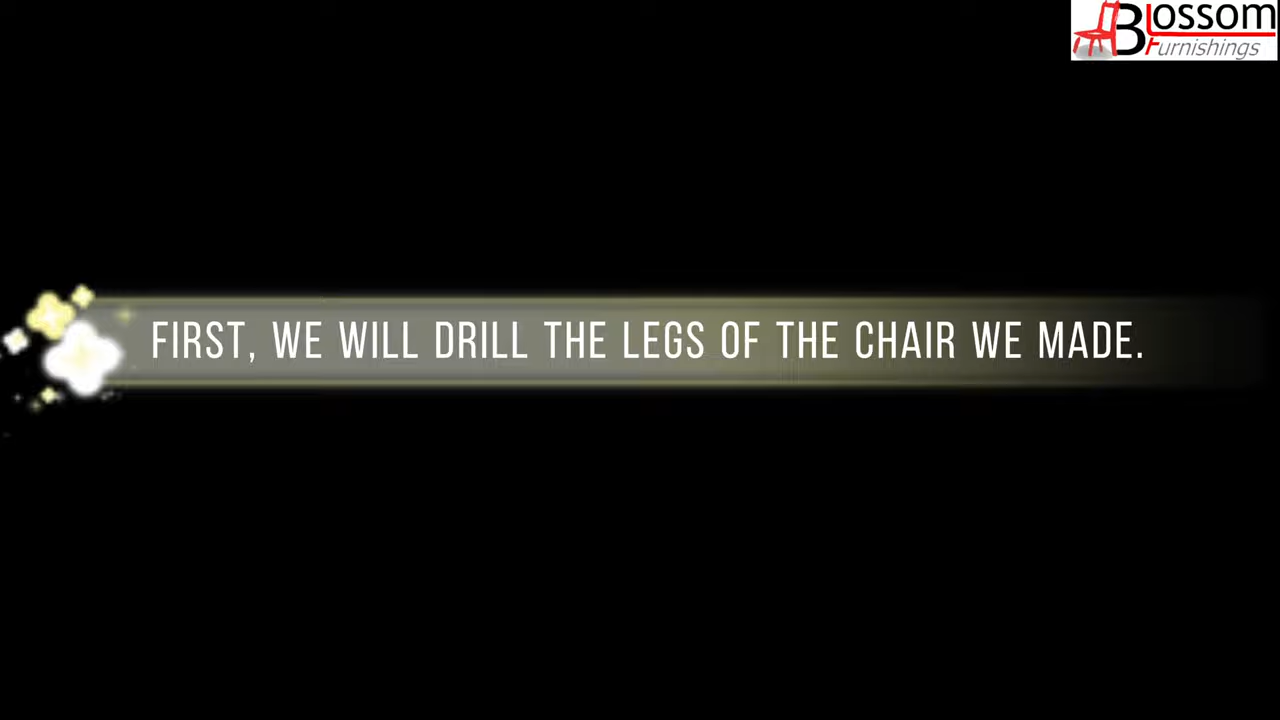 Blossom
Furnishings
FIRST, WE WILL DRILL THE LEGS OF THE CHAIR WE MADE.